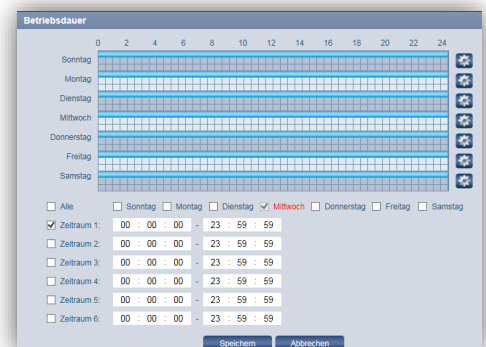 Betriebsdauer
0 2 4 6 8 10 12 14 16 18 20 22 24
Sonntag
Montag
Dienstag
Mittwoch
Donnerstag
Freitag
Samstag
Alle Sonntag Montag Dienstag Mittwoch Donnerstag Freitag Samstag
Zeitraum 1: 00 : 00 : 00 - 23 : 59 : 59
Zeitraum 2: 00 : 00 : 00 - 23 : 59 : 59
Zeitraum 3: 00 : 00 : 00 - 23 : 59 : 59
Zeitraum 4: 00 : 00 : 00 - 23 : 59 : 59
Zeitraum 5: 00 : 00 : 00 - 23 : 59 : 59
Zeitraum 6: 00 : 00 : 00 - 23 : 59 : 59
Speichern Abbrechen